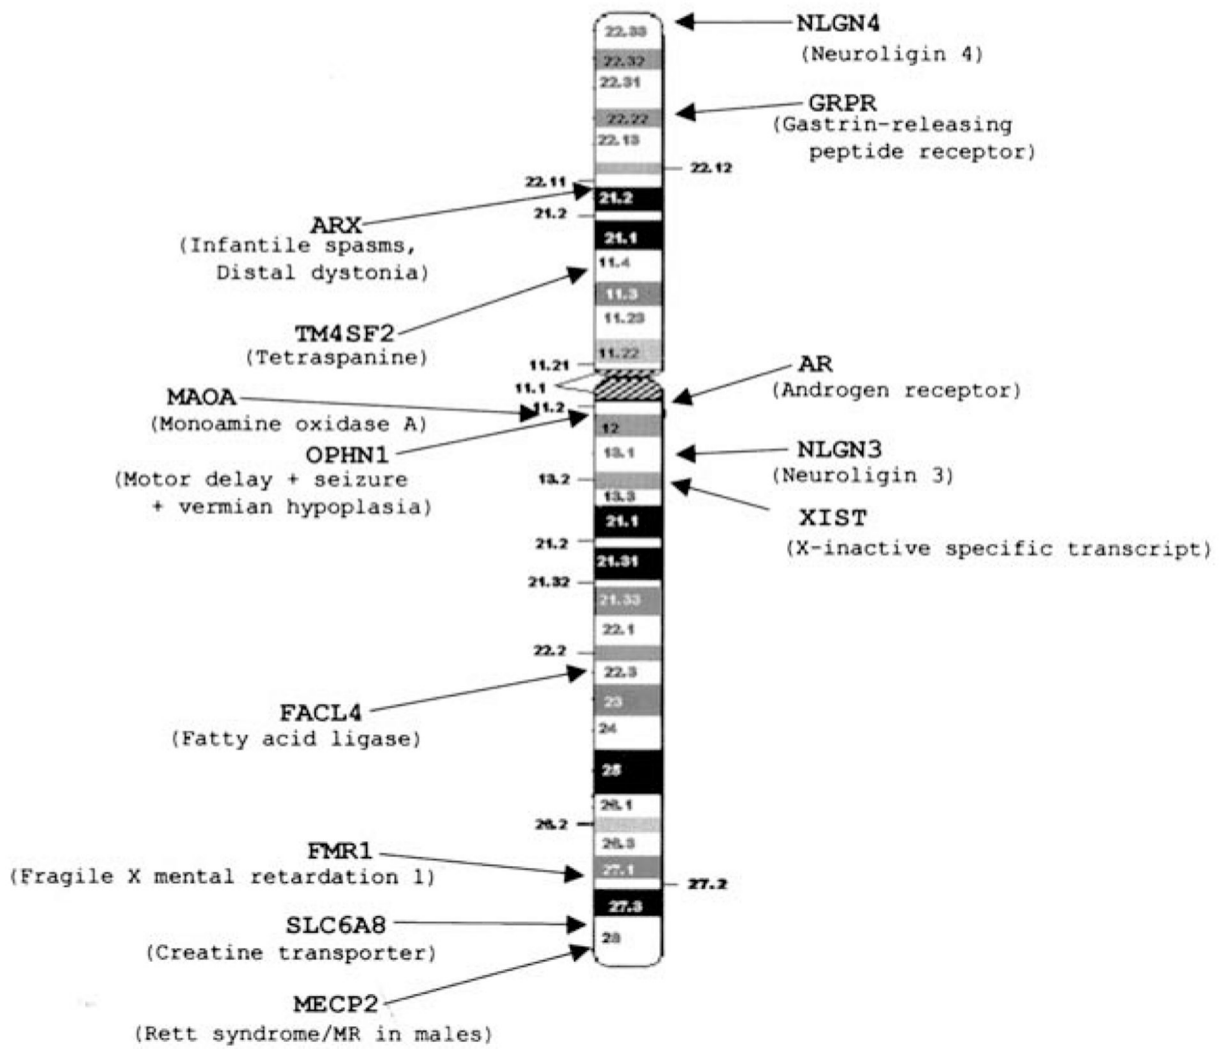 22.33
NLGN4
(Neuroligin 4)
22.32
22.31
GRPR
22.22
(Gastrin-releasing
22.13
peptide receptor)
22.12
22.11
21.2
21.2
ARX
21.1
(Infantile spasms,
11.4
Distal dystonia)
11.3
11.23
TM4SF2
11.22
(Tetraspanine)
11.21
AR
11.1
(Androgen receptor)
MAOA
11.2
(Monoamine oxidase A)
12
OPHN1
13.1
NLGN3
(Motor delay + seizure
13.2
(Neuroligin 3)
13.3
+ vermian hypoplasia)
21.1
XIST
21.2
(X-inactive specific transcript)
21.31
21.32
21.33
22.1
22.2
22.3
23
FACL4
24
(Fatty acid ligase)
25
26.1
26.2
26.3
FMR1
27.1
(Fragile X mental retardation 1)
27.2
27.3
SLC6A8
28
(Creatine transporter)
MECP2
(Rett syndrome/MR in males)